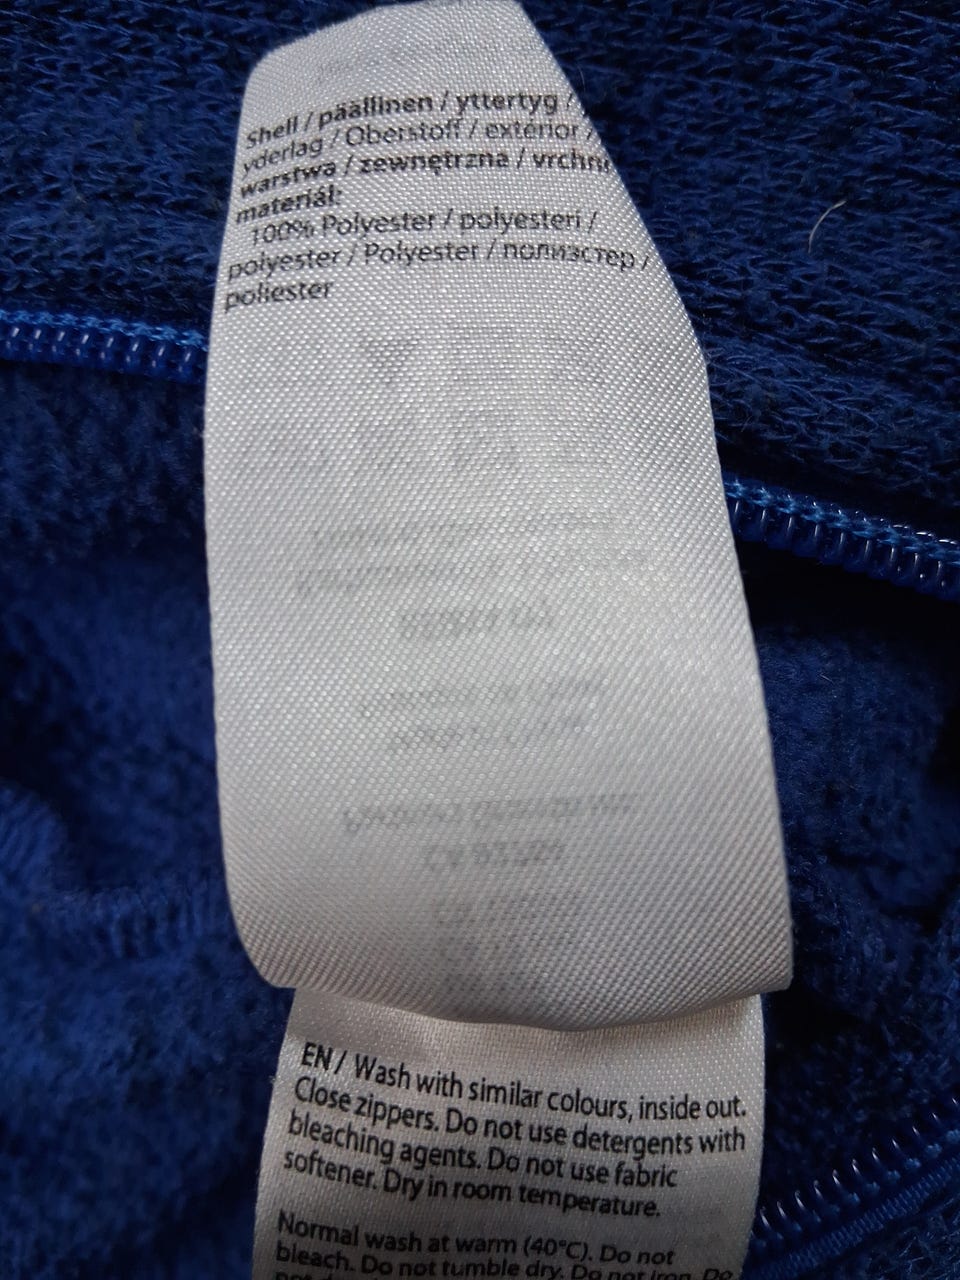 Shell / päällinen / yttertyg /
yderlag / Oberstoff / exterior /
warstwa / zewnętrzna / vrchní
materiál:
100% Polyester / polyesteri /
polyester / Polyester / полиэстер /
poliester
EN / Wash with similar colours, inside out.
Close zippers. Do not use detergents with
bleaching agents. Do not use fabric
softener. Dry in room temperature.
Normal wash at warm (40°C). Do not
bleach. Do not tumble dry. Do not iron. Do